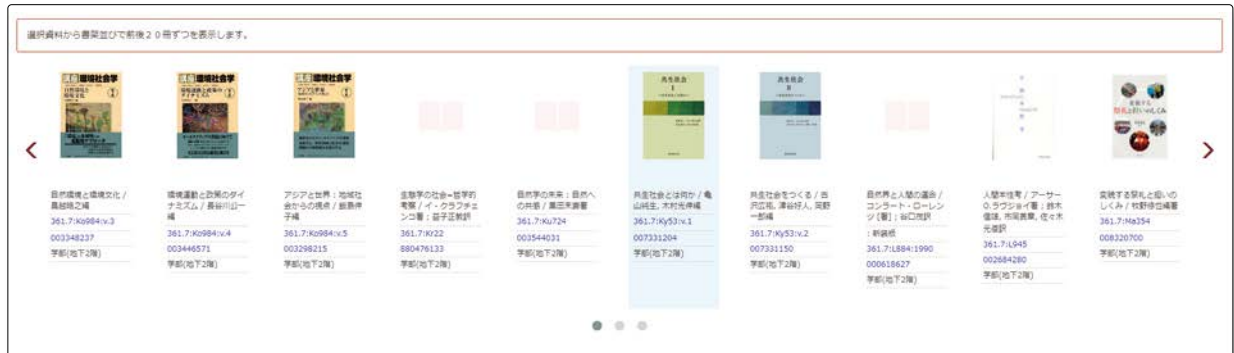 選択資料から書架並びで前後２０冊ずつを表示します。
環境社会学
環境社会学
環境社会学
共生社会
I
共生社会
II
変貌する
祭礼と担いのしくみ
自然環境と環境文化 /
鳥越皓之編
361.7:Ko984:v.3
003348237
学部(地下2階)
環境運動と政策のダイ
ナミズム / 長谷川公一
編
361.7:Ko984:v.4
003446571
学部(地下2階)
アジアと世界 : 地域社
会からの視点 / 飯島伸
子編
361.7:Ko984:v.5
003298215
学部(地下2階)
生態学の社会=哲学的
考察 / イ・クラフチェ
ンコ著 ; 益子正教訳
361.7:Kr22
880476133
学部(地下2階)
自然学の未来 : 自然へ
の共感 / 黒田末壽著
361.7:Ku724
003544031
学部(地下2階)
共生社会とは何か / 亀
山純生, 木村光伸編
361.7:Ky53:v.1
007331204
学部(地下2階)
共生社会をつくる / 古
沢広祐, 津谷好人, 岡野
一郎編
361.7:Ky53:v.2
007331150
学部(地下2階)
自然界と人間の運命 /
コンラート・ローレン
ツ [著] ; 谷口茂訳
: 新装版
361.7:L884:1990
000618627
学部(地下2階)
人間本性考 / アーサー
O.ラヴジョイ著 ; 鈴木
信雄, 市岡義章, 佐々木
光俊訳
361.7:L945
002684280
学部(地下2階)
変貌する祭礼と担いの
しくみ / 牧野修也編著
361.7:Ma354
008320700
学部(地下2階)